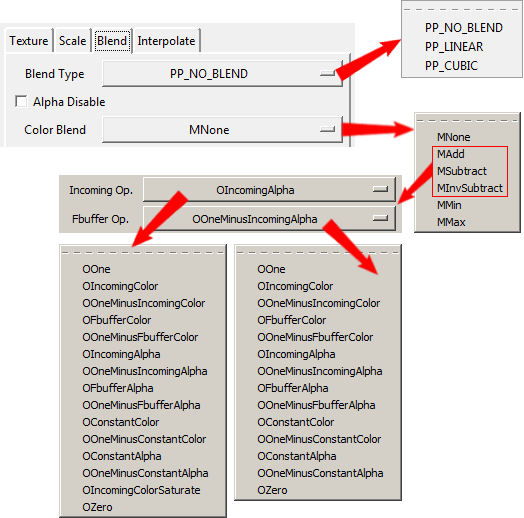 Texture Scale Blend Interpolate
Blend Type PP_NO_BLEND
Alpha Disable
Color Blend MNone
PP_NO_BLEND
PP_LINEAR
PP_CUBIC
MNone
MAdd
MSubtract
MInvSubtract
MMin
MMax
Incoming Op. OIncomingAlpha
Fbuffer Op. OOneMinusIncomingAlpha
OOne
OIncomingColor
OOneMinusIncomingColor
OFbufferColor
OOneMinusFbufferColor
OIncomingAlpha
OOneMinusIncomingAlpha
OFbufferAlpha
OOneMinusFbufferAlpha
OConstantColor
OOneMinusConstantColor
OConstantAlpha
OOneMinusConstantAlpha
OIncomingColorSaturate
OZero
OOne
OIncomingColor
OOneMinusIncomingColor
OFbufferColor
OOneMinusFbufferColor
OIncomingAlpha
OOneMinusIncomingAlpha
OFbufferAlpha
OOneMinusFbufferAlpha
OConstantColor
OOneMinusConstantColor
OConstantAlpha
OOneMinusConstantAlpha
OZero